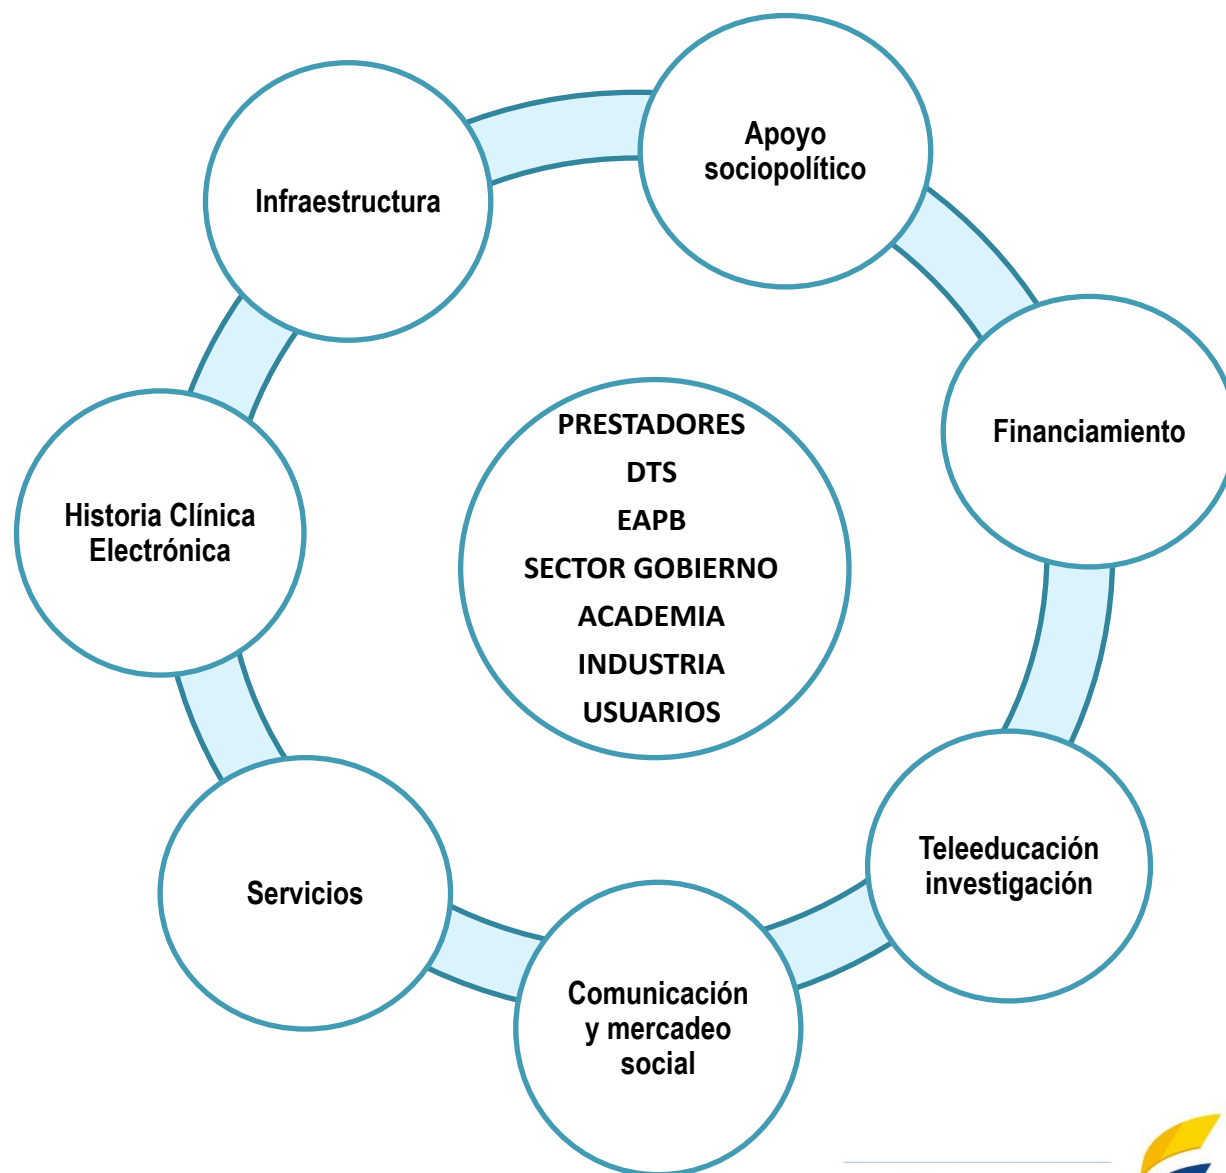 Apoyo
sociopolítico
Infraestructura
Financiamiento
PRESTADORES
DTS
EAPB
SECTOR GOBIERNO
ACADEMIA
INDUSTRIA
USUARIOS
Historia Clínica
Electrónica
Teleeducación
investigación
Servicios
Comunicación
y mercadeo
social